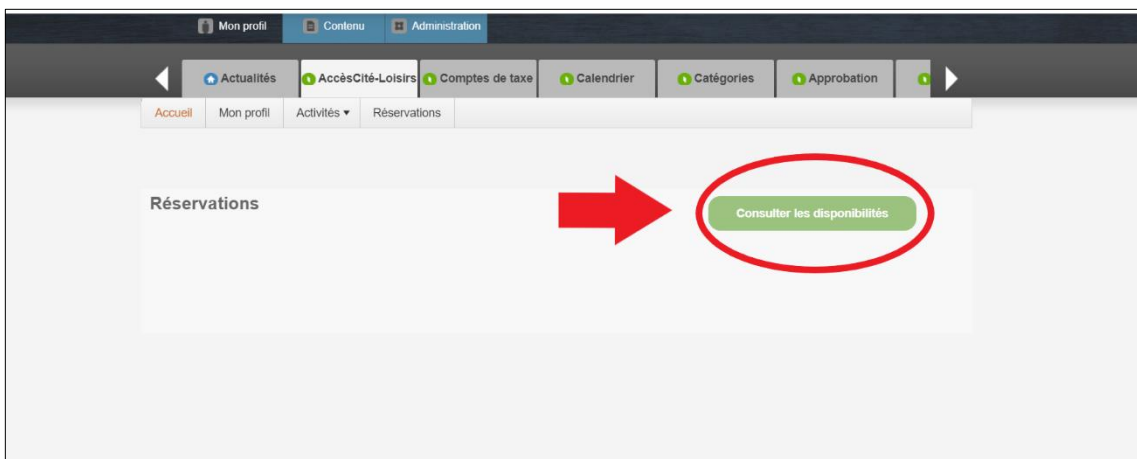 Mon profil Contenu Administration
Actualités AccèsCité-Loisirs Comptes de taxe Calendrier Catégories Approbation
Accueil Mon profil Activités Réservations
Réservations
Consulter les disponibilités